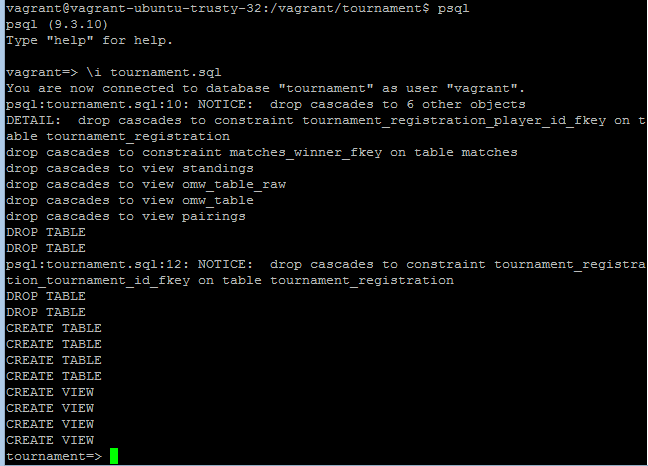 vagrant@vagrant-ubuntu-trusty-32:/vagrant/tournament$ psql
psql (9.3.10)
Type "help" for help.
vagrant=> \i tournament.sql
You are now connected to database "tournament" as user "vagrant".
psql:tournament.sql:10: NOTICE:  drop cascades to 6 other objects
DETAIL:  drop cascades to constraint tournament_registration_player_id_fkey on t
able tournament_registration
drop cascades to constraint matches_winner_fkey on table matches
drop cascades to view standings
drop cascades to view omw_table_raw
drop cascades to view omw_table
drop cascades to view pairings
DROP TABLE
DROP TABLE
psql:tournament.sql:12: NOTICE:  drop cascades to constraint tournament_registra
tion_tournament_id_fkey on table tournament_registration
DROP TABLE
DROP TABLE
CREATE TABLE
CREATE TABLE
CREATE TABLE
CREATE TABLE
CREATE VIEW
CREATE VIEW
CREATE VIEW
CREATE VIEW
tournament=>